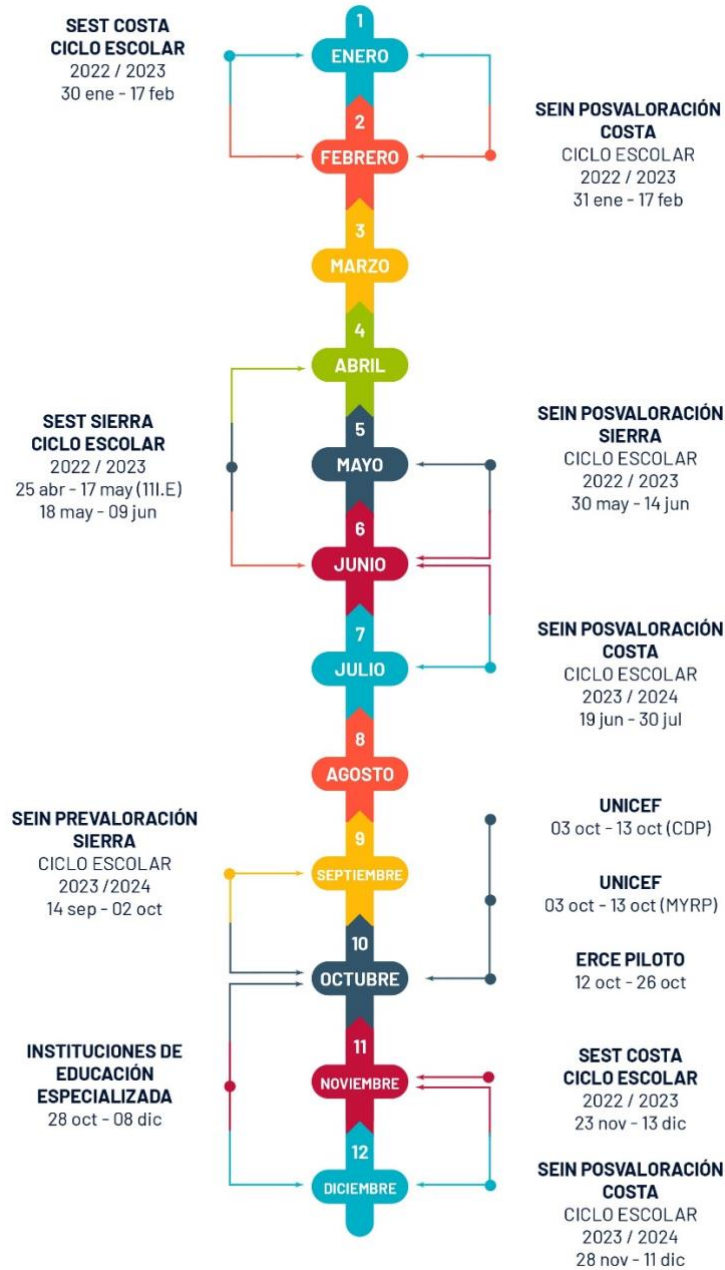 SEST COSTA
CICLO ESCOLAR
2022 / 2023
30 ene - 17 feb
1
ENERO
2
FEBRERO
SEIN POSVALORACIÓN
COSTA
CICLO ESCOLAR
2022 / 2023
31 ene - 17 feb
3
MARZO
4
ABRIL
SEST SIERRA
CICLO ESCOLAR
2022 / 2023
25 abr - 17 may (11I.E)
18 may - 09 jun
5
MAYO
SEIN POSVALORACIÓN
SIERRA
CICLO ESCOLAR
2022 / 2023
30 may - 14 jun
6
JUNIO
7
JULIO
SEIN POSVALORACIÓN
COSTA
CICLO ESCOLAR
2023 / 2024
19 jun - 30 jul
8
AGOSTO
SEIN PREVALORACIÓN
SIERRA
CICLO ESCOLAR
2023 /2024
14 sep - 02 oct
9
SEPTIEMBRE
UNICEF
03 oct - 13 oct (CDP)
UNICEF
03 oct - 13 oct (MYRP)
10
OCTUBRE
ERCE PILOTO
12 oct - 26 oct
INSTITUCIONES DE
EDUCACIÓN
ESPECIALIZADA
28 oct - 08 dic
11
NOVIEMBRE
SEST COSTA
CICLO ESCOLAR
2022 / 2023
23 nov - 13 dic
12
DICIEMBRE
SEIN POSVALORACIÓN
COSTA
CICLO ESCOLAR
2023 / 2024
28 nov - 11 dic